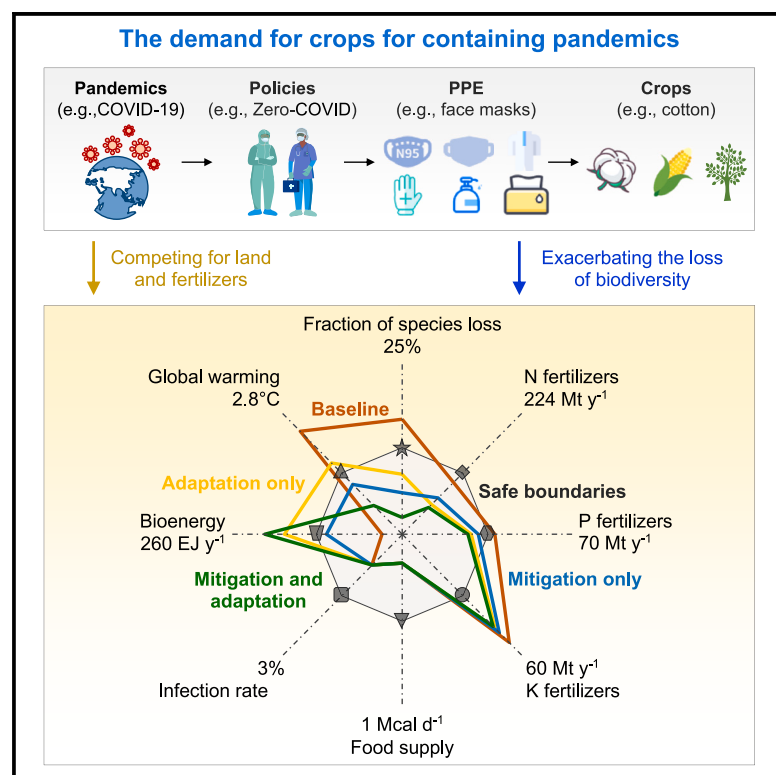 The demand for crops for containing pandemics
Pandemics
(e.g.,COVID-19)
Policies
(e.g., Zero-COVID)
PPE
(e.g., face masks)
Crops
(e.g., cotton)
N95
Competing for land
and fertilizers
Exacerbating the loss
of biodiversity
Fraction of species loss
25%
Global warming
2.8°C
N fertilizers
224 Mt y-1
Baseline
Adaptation only
Safe boundaries
Bioenergy
260 EJ y-1
P fertilizers
70 Mt y-1
Mitigation and
adaptation
Mitigation only
3%
Infection rate
60 Mt y-1
K fertilizers
1 Mcal d-1
Food supply